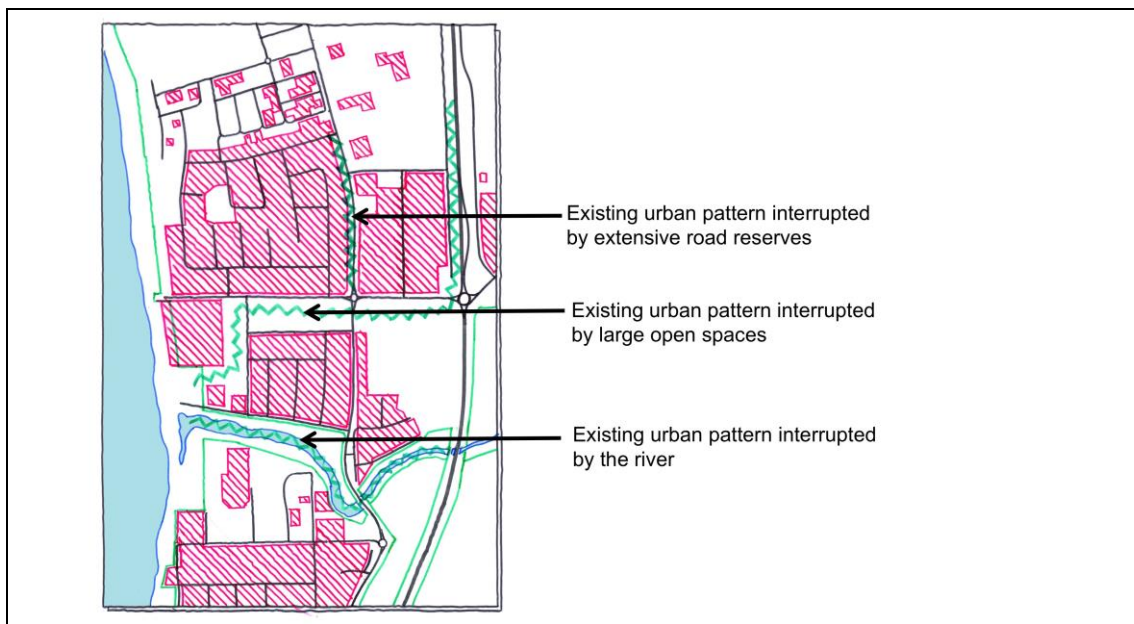 Existing urban pattern interrupted
by extensive road reserves
Existing urban pattern interrupted
by large open spaces
Existing urban pattern interrupted
by the river